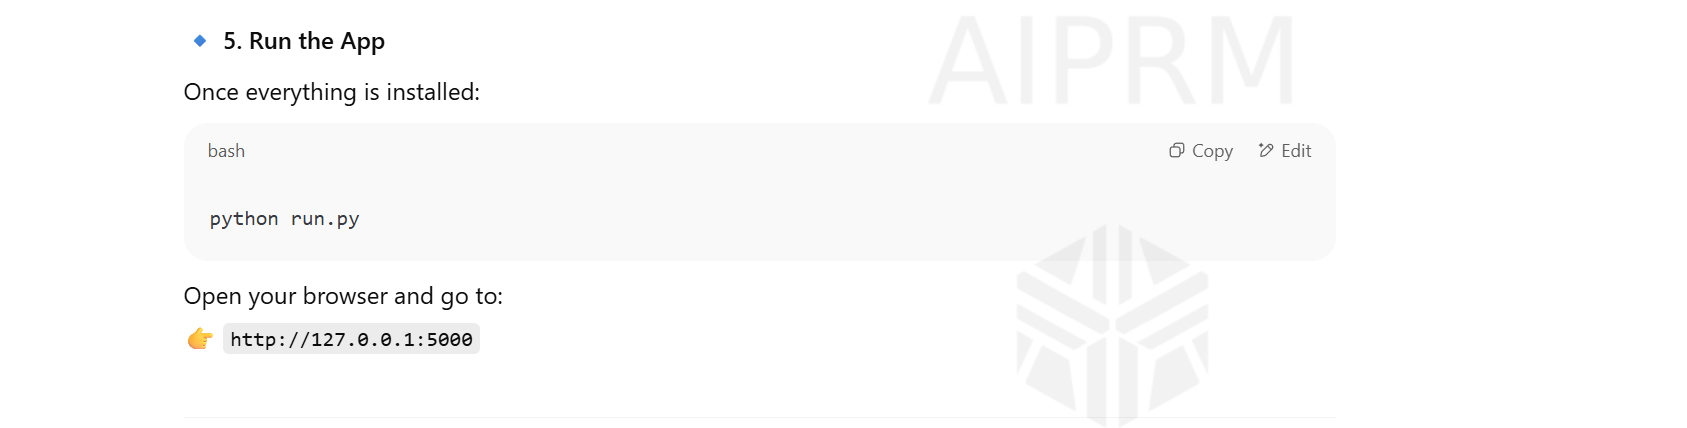 AIPRM
🔹 5. Run the App
Once everything is installed:
bash
Copy
Edit
python run.py
Open your browser and go to:
👉 http://127.0.0.1:5000